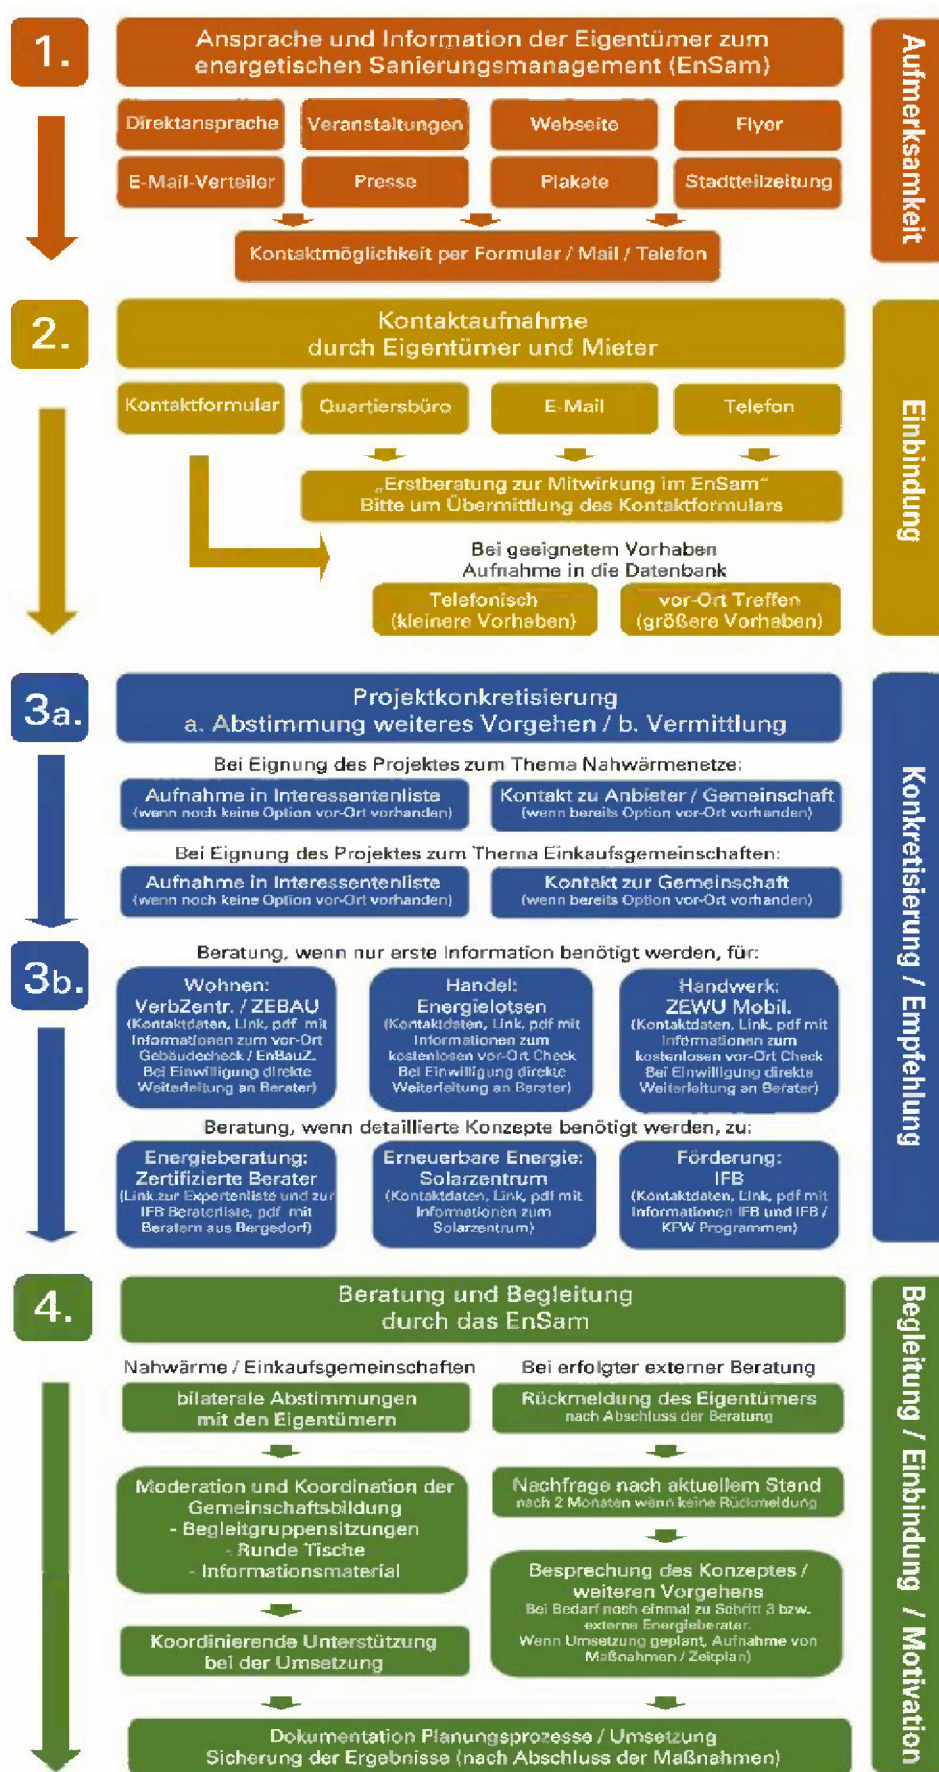 1.
Ansprache und Information der Eigentümer zum
energetischen Sanierungsmanagement (EnSam)
Direktansprache
Veranstaltungen
Webseite
Flyer
E-Mail-Verteiler
Presse
Plakate
Stadtteilzeitung
Kontaktmöglichkeit per Formular / Mail / Telefon
Aufmerksamkeit
2.
Kontaktaufnahme
durch Eigentümer und Mieter
Kontaktformular
Quartiersbüro
E-Mail
Telefon
„Erstberatung zur Mitwirkung im EnSam“
Bitte um Übermittlung des Kontaktformulars
Bei geeignetem Vorhaben
Aufnahme in die Datenbank
Telefonisch
(kleinere Vorhaben)
vor-Ort Treffen
(größere Vorhaben)
Einbindung
3a.
Projektkonkretisierung
a. Abstimmung weiteres Vorgehen / b. Vermittlung
Bei Eignung des Projektes zum Thema Nahwärmenetze:
Aufnahme in Interessentenliste
(wenn noch keine Option vor-Ort vorhanden)
Kontakt zu Anbieter / Gemeinschaft
(wenn bereits Option vor-Ort vorhanden)
Bei Eignung des Projektes zum Thema Einkaufsgemeinschaften:
Aufnahme in Interessentenliste
(wenn noch keine Option vor-Ort vorhanden)
Kontakt zur Gemeinschaft
(wenn bereits Option vor-Ort vorhanden)
3b.
Beratung, wenn nur erste Information benötigt werden, für:
Wohnen:
VerbZentr. / ZEBAU
(Kontaktdaten, Link, pdf mit
Informationen zum vor-Ort
Gebäudecheck / EnBauZ.
Bei Einwilligung direkte
Weiterleitung an Berater)
Handel:
Energielotsen
(Kontaktdaten, Link, pdf mit
Informationen zum
kostenlosen vor-Ort Check
Bei Einwilligung direkte
Weiterleitung an Berater)
Handwerk:
ZEWU Mobil.
(Kontaktdaten, Link, pdf mit
Informationen zum
kostenlosen vor-Ort Check
Bei Einwilligung direkte
Weiterleitung an Berater)
Beratung, wenn detaillierte Konzepte benötigt werden, zu:
Energieberatung:
Zertifizierte Berater
(Link zur Expertenliste und zur
IFB Beraterliste, pdf mit
Beratern aus Bergedorf)
Erneuerbare Energie:
Solarzentrum
(Kontaktdaten, Link, pdf mit
Informationen zum
Solarzentrum)
Förderung:
IFB
(Kontaktdaten, Link, pdf mit
Informationen IFB und IFB /
KFW Programmen)
Konkretisierung / Empfehlung
4.
Beratung und Begleitung
durch das EnSam
Nahwärme / Einkaufsgemeinschaften
bilaterale Abstimmungen
mit den Eigentümern
Moderation und Koordination der
Gemeinschaftsbildung
- Begleitgruppensitzungen
- Runde Tische
- Informationsmaterial
Koordinierende Unterstützung
bei der Umsetzung
Bei erfolgter externer Beratung
Rückmeldung des Eigentümers
nach Abschluss der Beratung
Nachfrage nach aktuellem Stand
nach 2 Monaten wenn keine Rückmeldung
Besprechung des Konzeptes /
weiteren Vorgehens
Bei Bedarf noch einmal zu Schritt 3 bzw.
externe Energieberater.
Wenn Umsetzung geplant, Aufnahme von
Maßnahmen / Zeitplan)
Dokumentation Planungsprozesse / Umsetzung
Sicherung der Ergebnisse (nach Abschluss der Maßnahmen)
Begleitung / Einbindung / Motivation